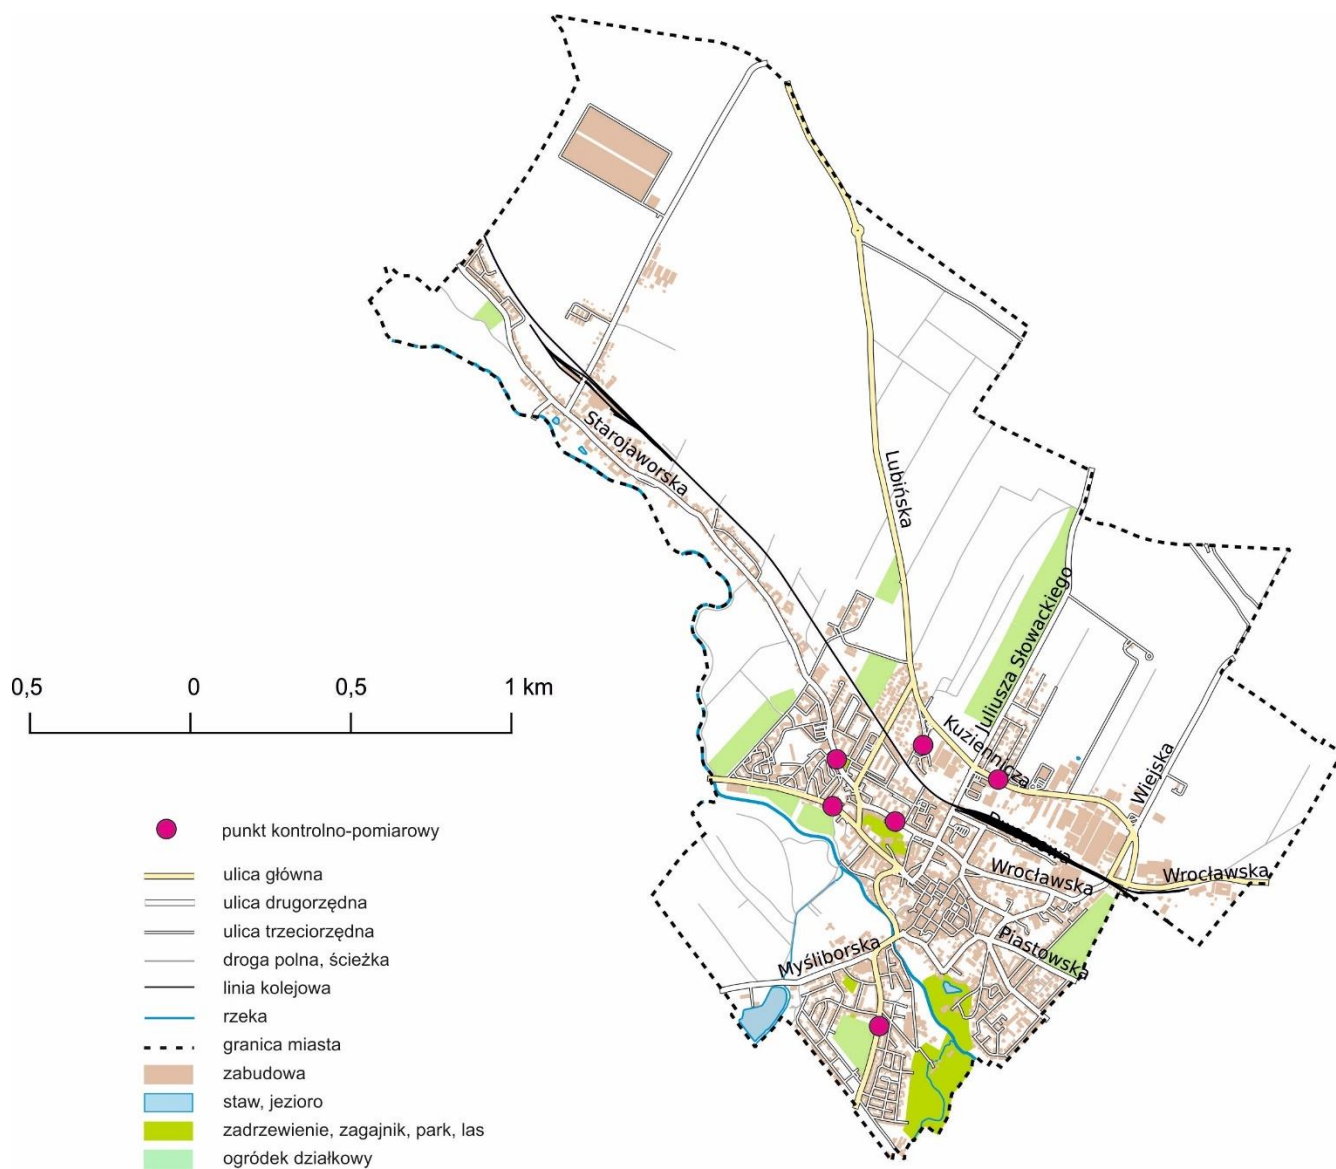 Starojaworska
Lubińska
Juliusza Słowackiego
Kuziennicza
Wiejska
Wrocławska
Wrocławska
Piastowska
Myśliborska
0,5
0
0,5
1 km
punkt kontrolno-pomiarowy
ulica główna
ulica drugorzędna
ulica trzeciorzędna
droga polna, ścieżka
linia kolejowa
rzeka
granica miasta
zabudowa
staw, jezioro
zadrzewienie, zagajnik, park, las
ogródek działkowy